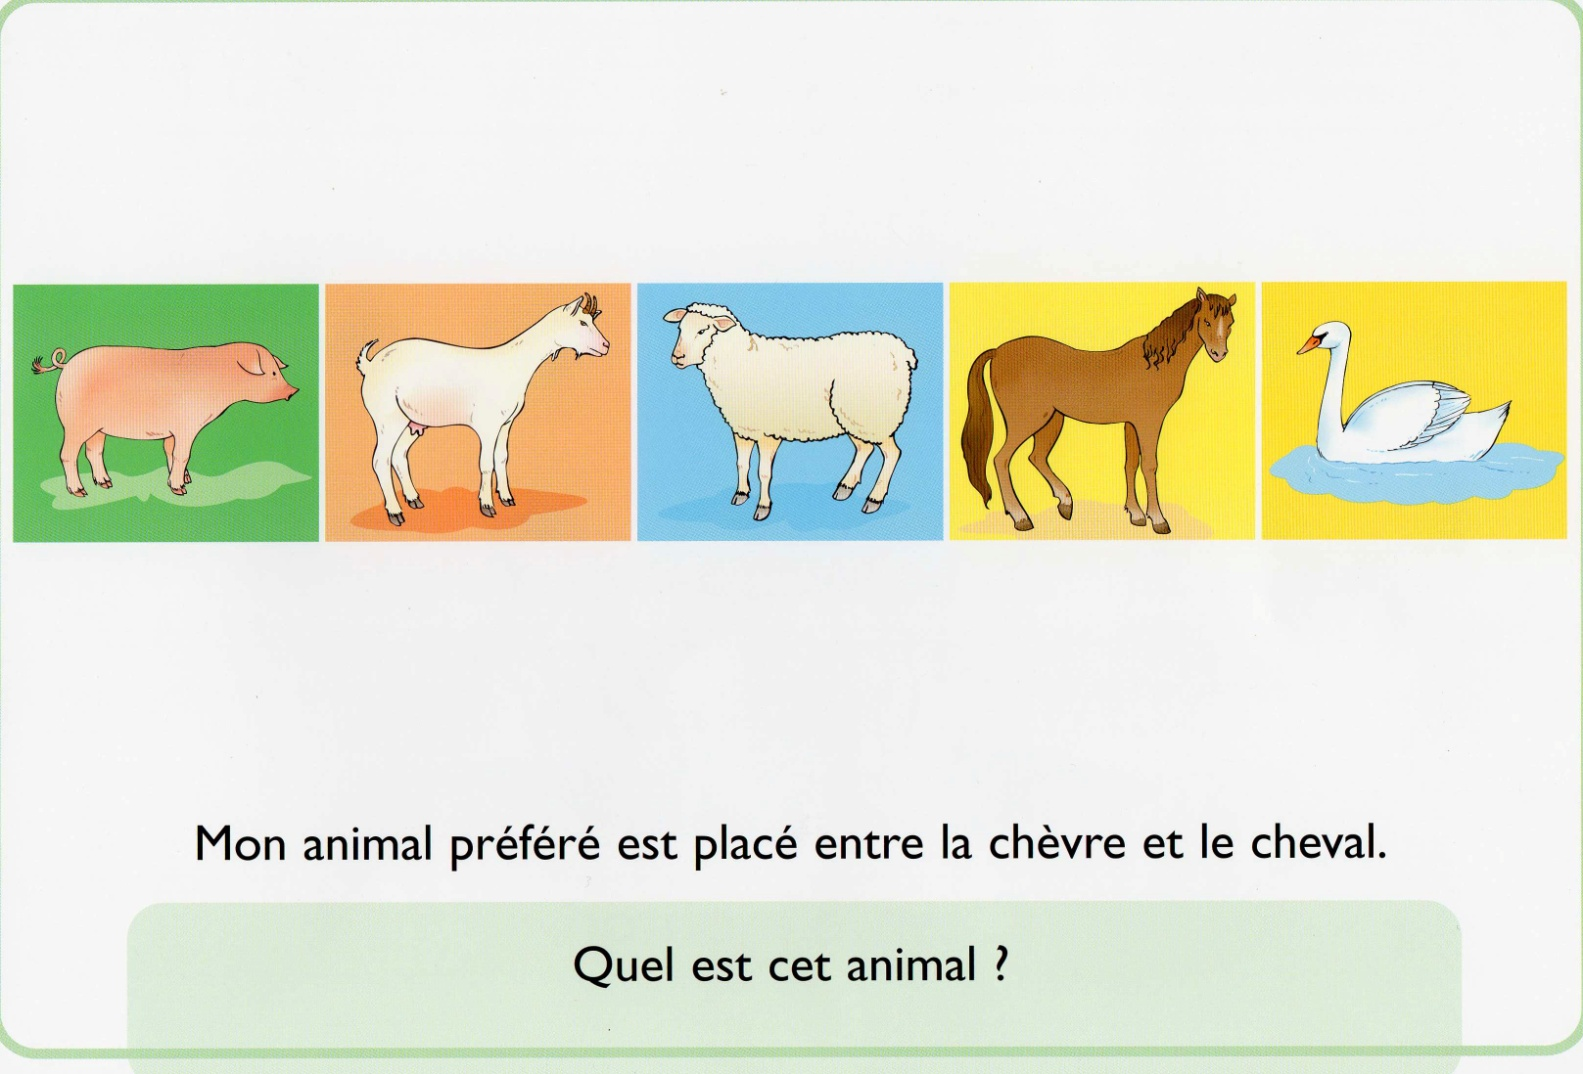 Mon animal préféré est placé entre la chèvre et le cheval.
Quel est cet animal ?